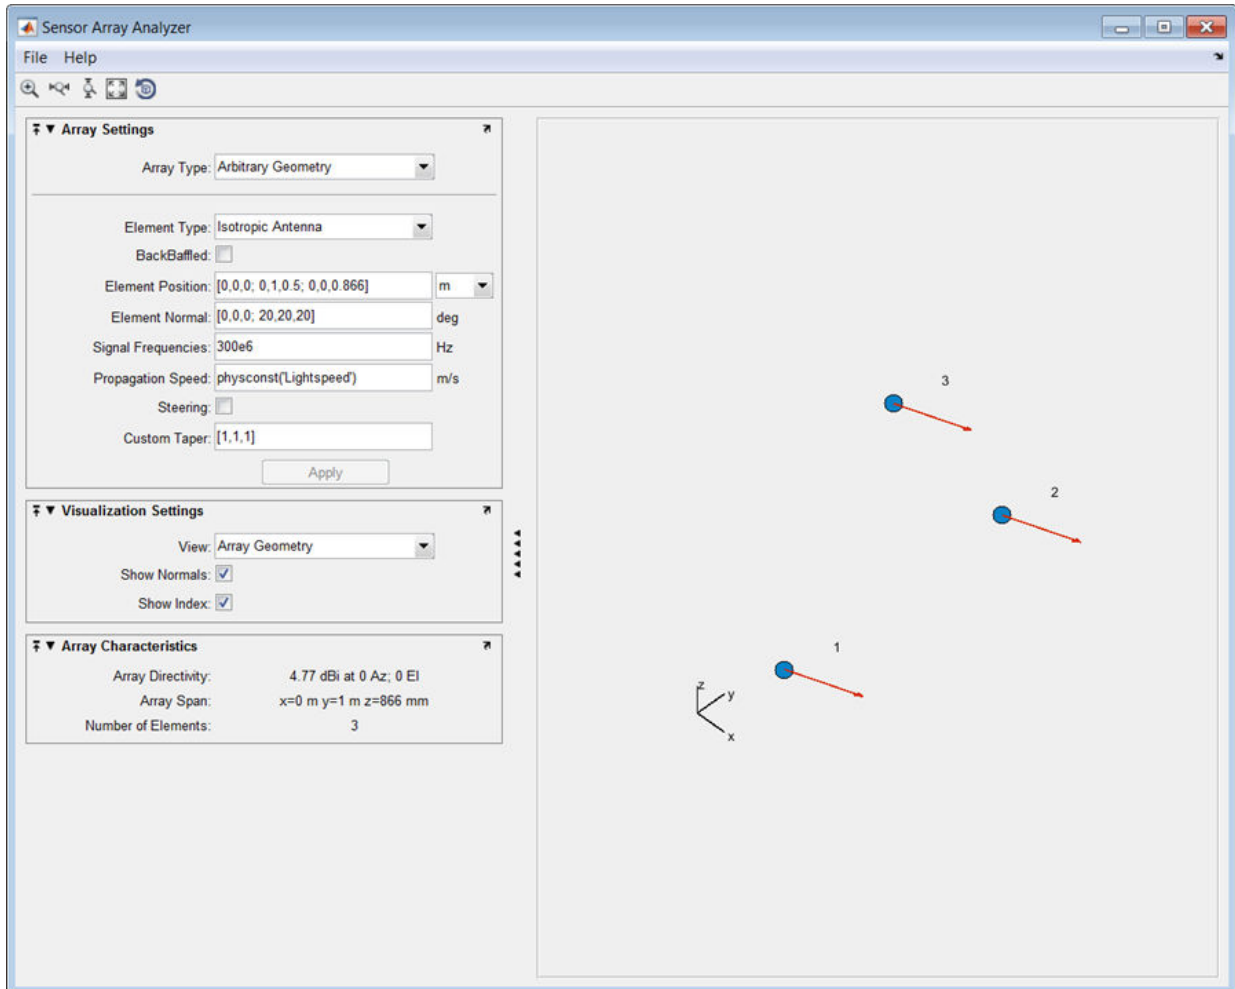 Sensor Array Analyzer
File Help
Array Settings
Array Type: Arbitrary Geometry
Element Type: Isotropic Antenna
BackBaffled:
Element Position: [0,0,0; 0,1,0.5; 0,0,0.866] m
Element Normal: [0,0,0; 20,20,20] deg
Signal Frequencies: 300e6 Hz
Propagation Speed: physconst('Lightspeed') m/s
Steering:
Custom Taper: [1,1,1]
Apply
Visualization Settings
View: Array Geometry
Show Normals:
Show Index:
Array Characteristics
Array Directivity: 4.77 dBi at 0 Az; 0 El
Array Span: x=0 m y=1 m z=866 mm
Number of Elements: 3
3
2
1
z
y
x